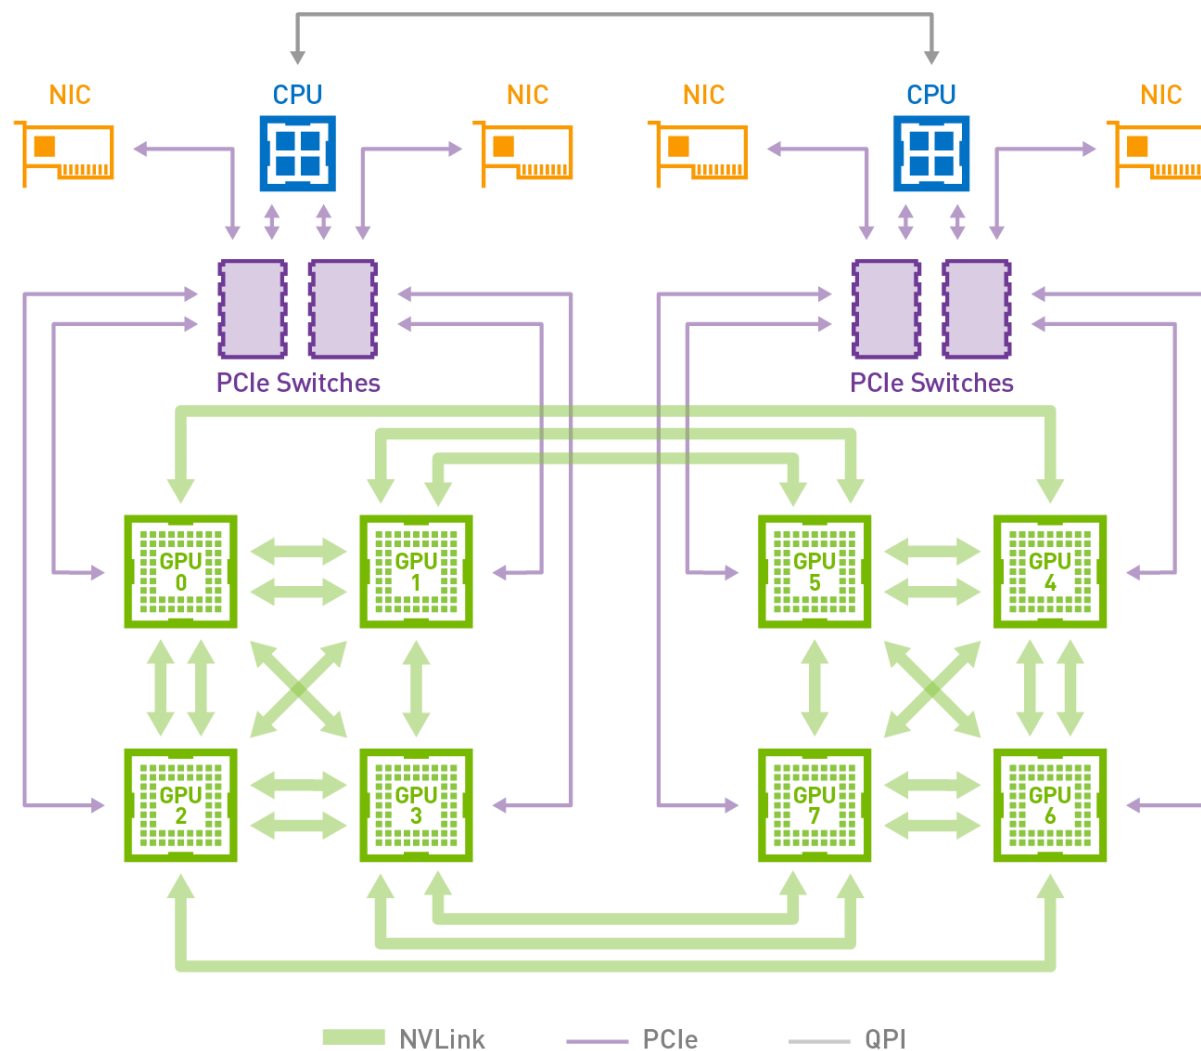 NIC CPU NIC NIC CPU NIC
PCIe Switches PCIe Switches
GPU 0
GPU 1
GPU 5
GPU 4
GPU 2
GPU 3
GPU 7
GPU 6
NVLink PCIe QPI